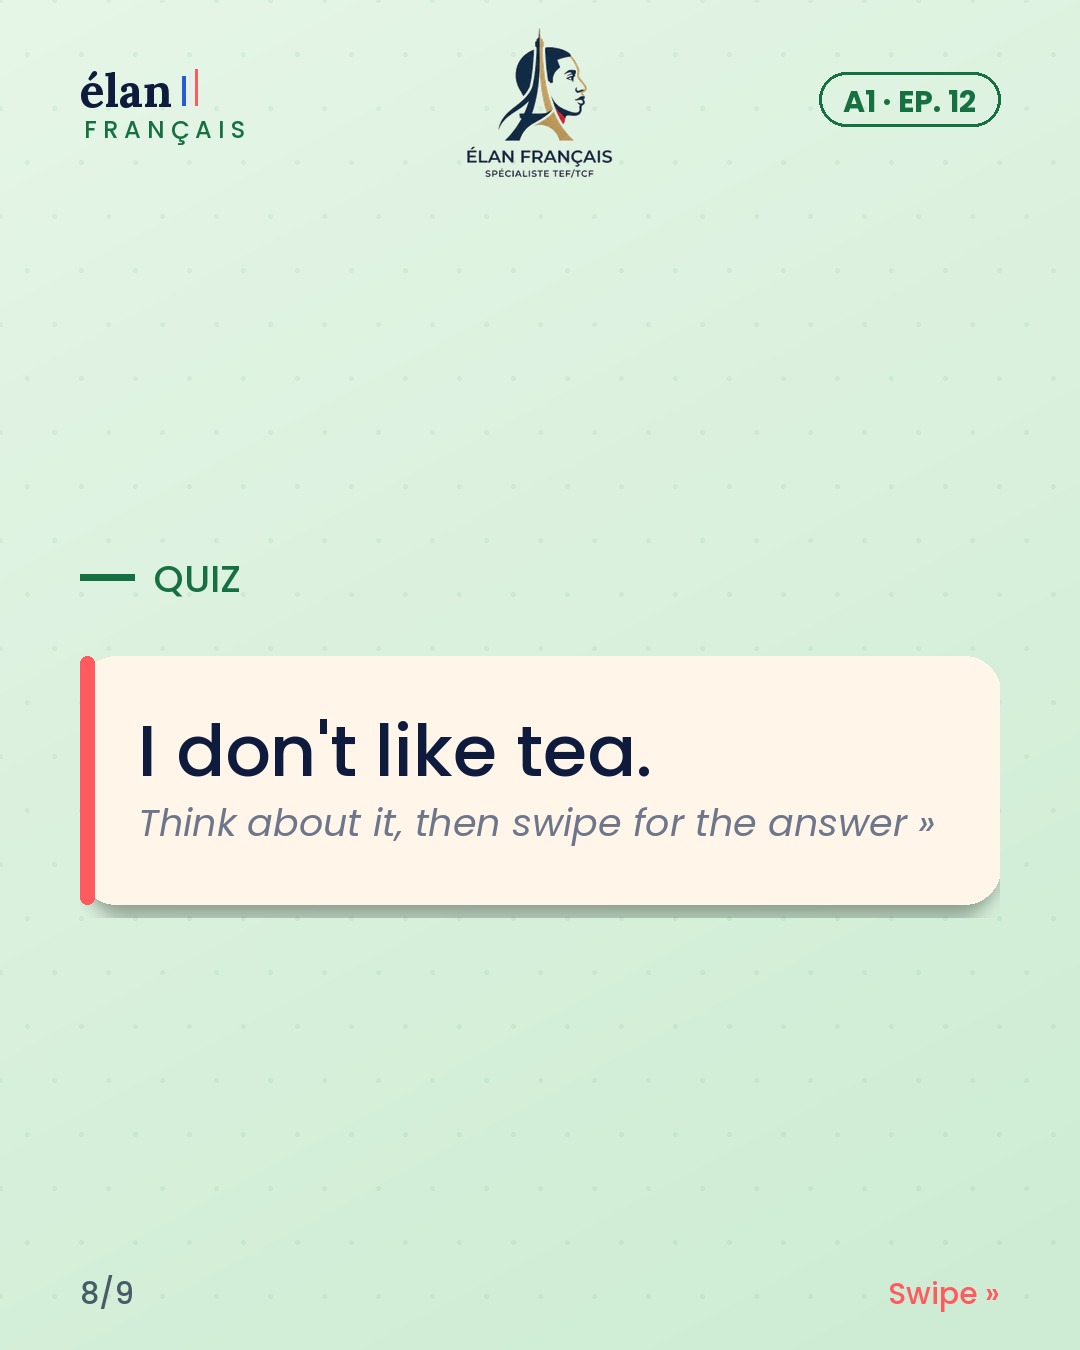 élan
FRANÇAIS
ÉLAN FRANÇAIS
SPÉCIALISTE TEF/TCF
A1 · EP. 12
QUIZ
I don't like tea.
Think about it, then swipe for the answer »
8/9
Swipe »